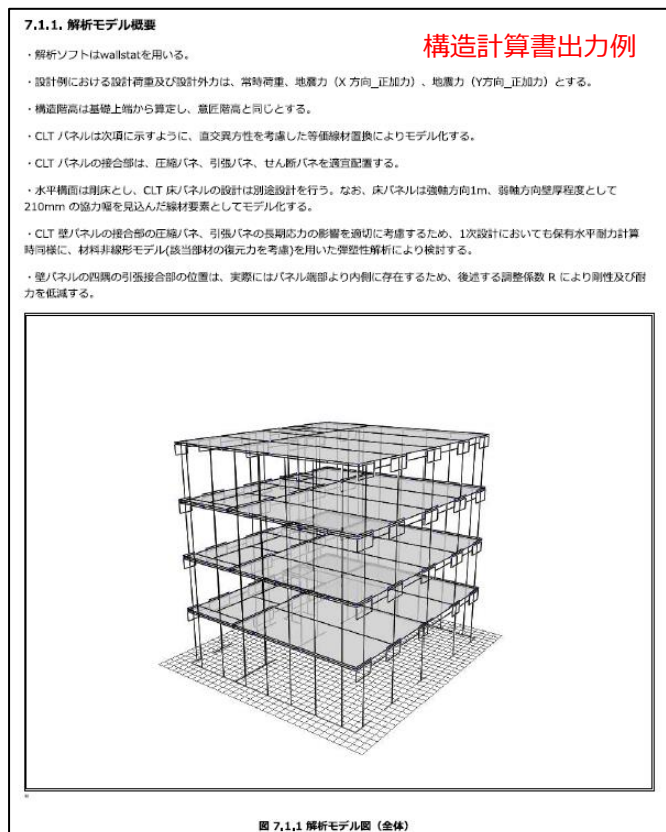 7.1.1. 解析モデル概要
構造計算書出力例
・解析ソフトはwallstatを用いる。
・設計例における設計荷重及び設計外力は、常時荷重、地震力（X 方向_正加力）、地震力（Y方向_正加力）とする。
・構造階高は基礎上端から算定し、意匠階高と同じとする。
・CLT パネルは次項に示すように、直交異方性を考慮した等価線材置換によりモデル化する。
・CLT パネルの接合部は、圧縮バネ、引張バネ、せん断バネを適宜配置する。
・水平構面は剛床とし、CLT 床パネルの設計は別途設計を行う。なお、床パネルは強軸方向1m、弱軸方向壁厚程度として
210mm の協力幅を見込んだ線材要素としてモデル化する。
・CLT 壁パネルの接合部の圧縮バネ、引張バネの長期応力の影響を適切に考慮するため、1次設計においても保有水平耐力計算
時同様に、材料非線形モデル(該当部材の復元力を考慮)を用いた弾塑性解析により検討する。
・壁パネルの四隅の引張接合部の位置は、実際にはパネル端部より内側に存在するため、後述する調整係数 R により剛性及び耐
力を低減する。
図 7.1.1 解析モデル図（全体）